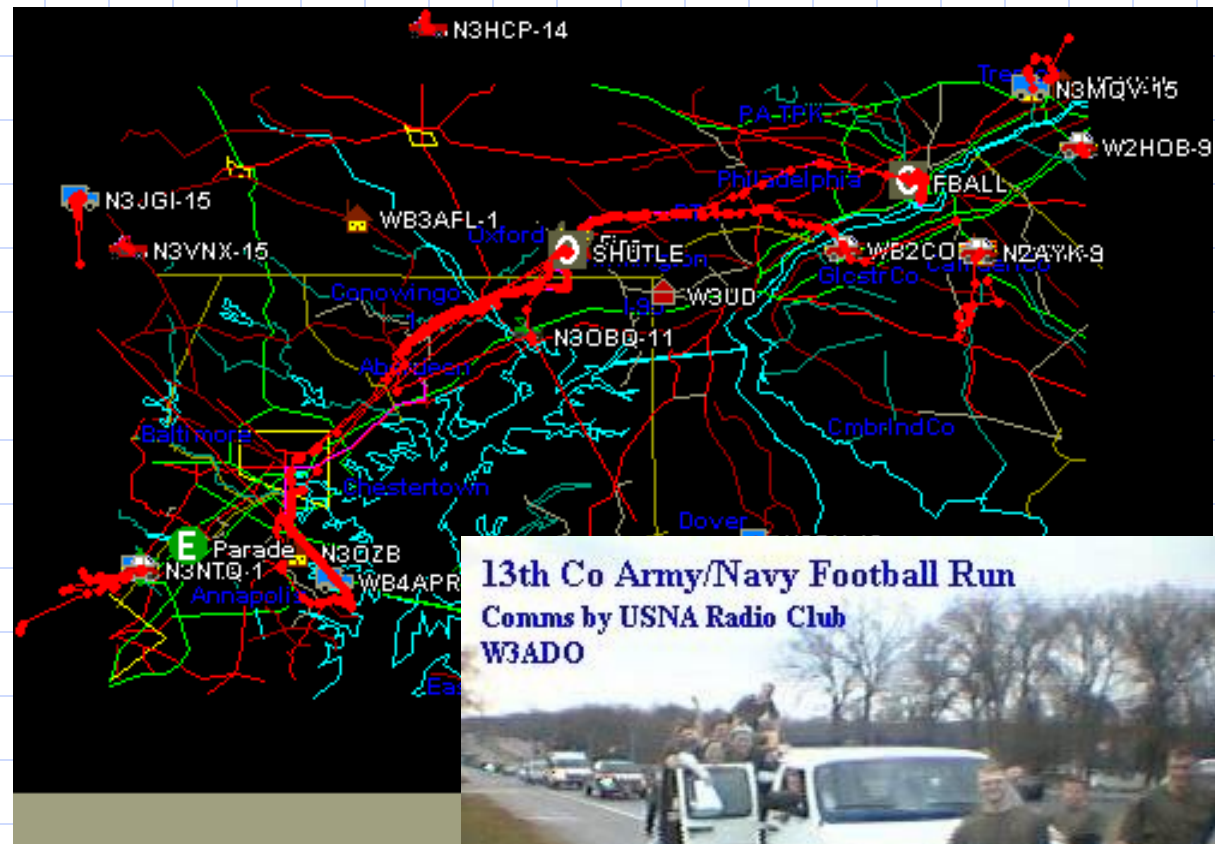 N3HCP-14
N3MQV-15
PA TPK
W2HOB-9
Philadelphia
FBALL
N3JGI-15
WB3AFL-1
Oxford
N3VNX-15
SHUTLE
WB2CO
N2AYK-9
GlcstrCo
Conowingo
I-95
W3UD
N3OBQ-11
Aberdeen
Baltimore
CmbrlndCo
Chestertown
Dover
E
Parade
N3OZB
N3NTQ-1
WB4APR
Annapolis
Eas
13th Co Army/Navy Football Run
Comms by USNA Radio Club
W3ADO